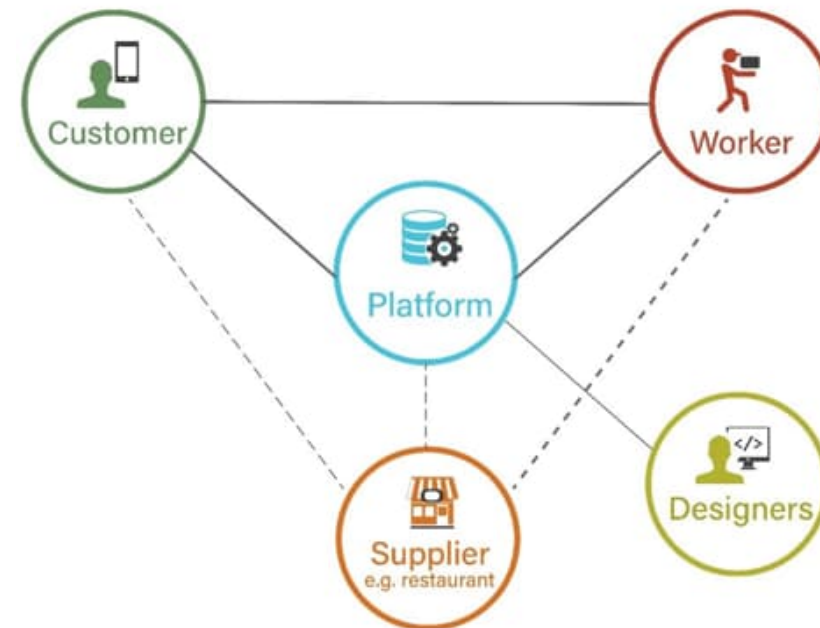 Customer
Worker
Platform
</>
Designers
Supplier
e.g. restaurant